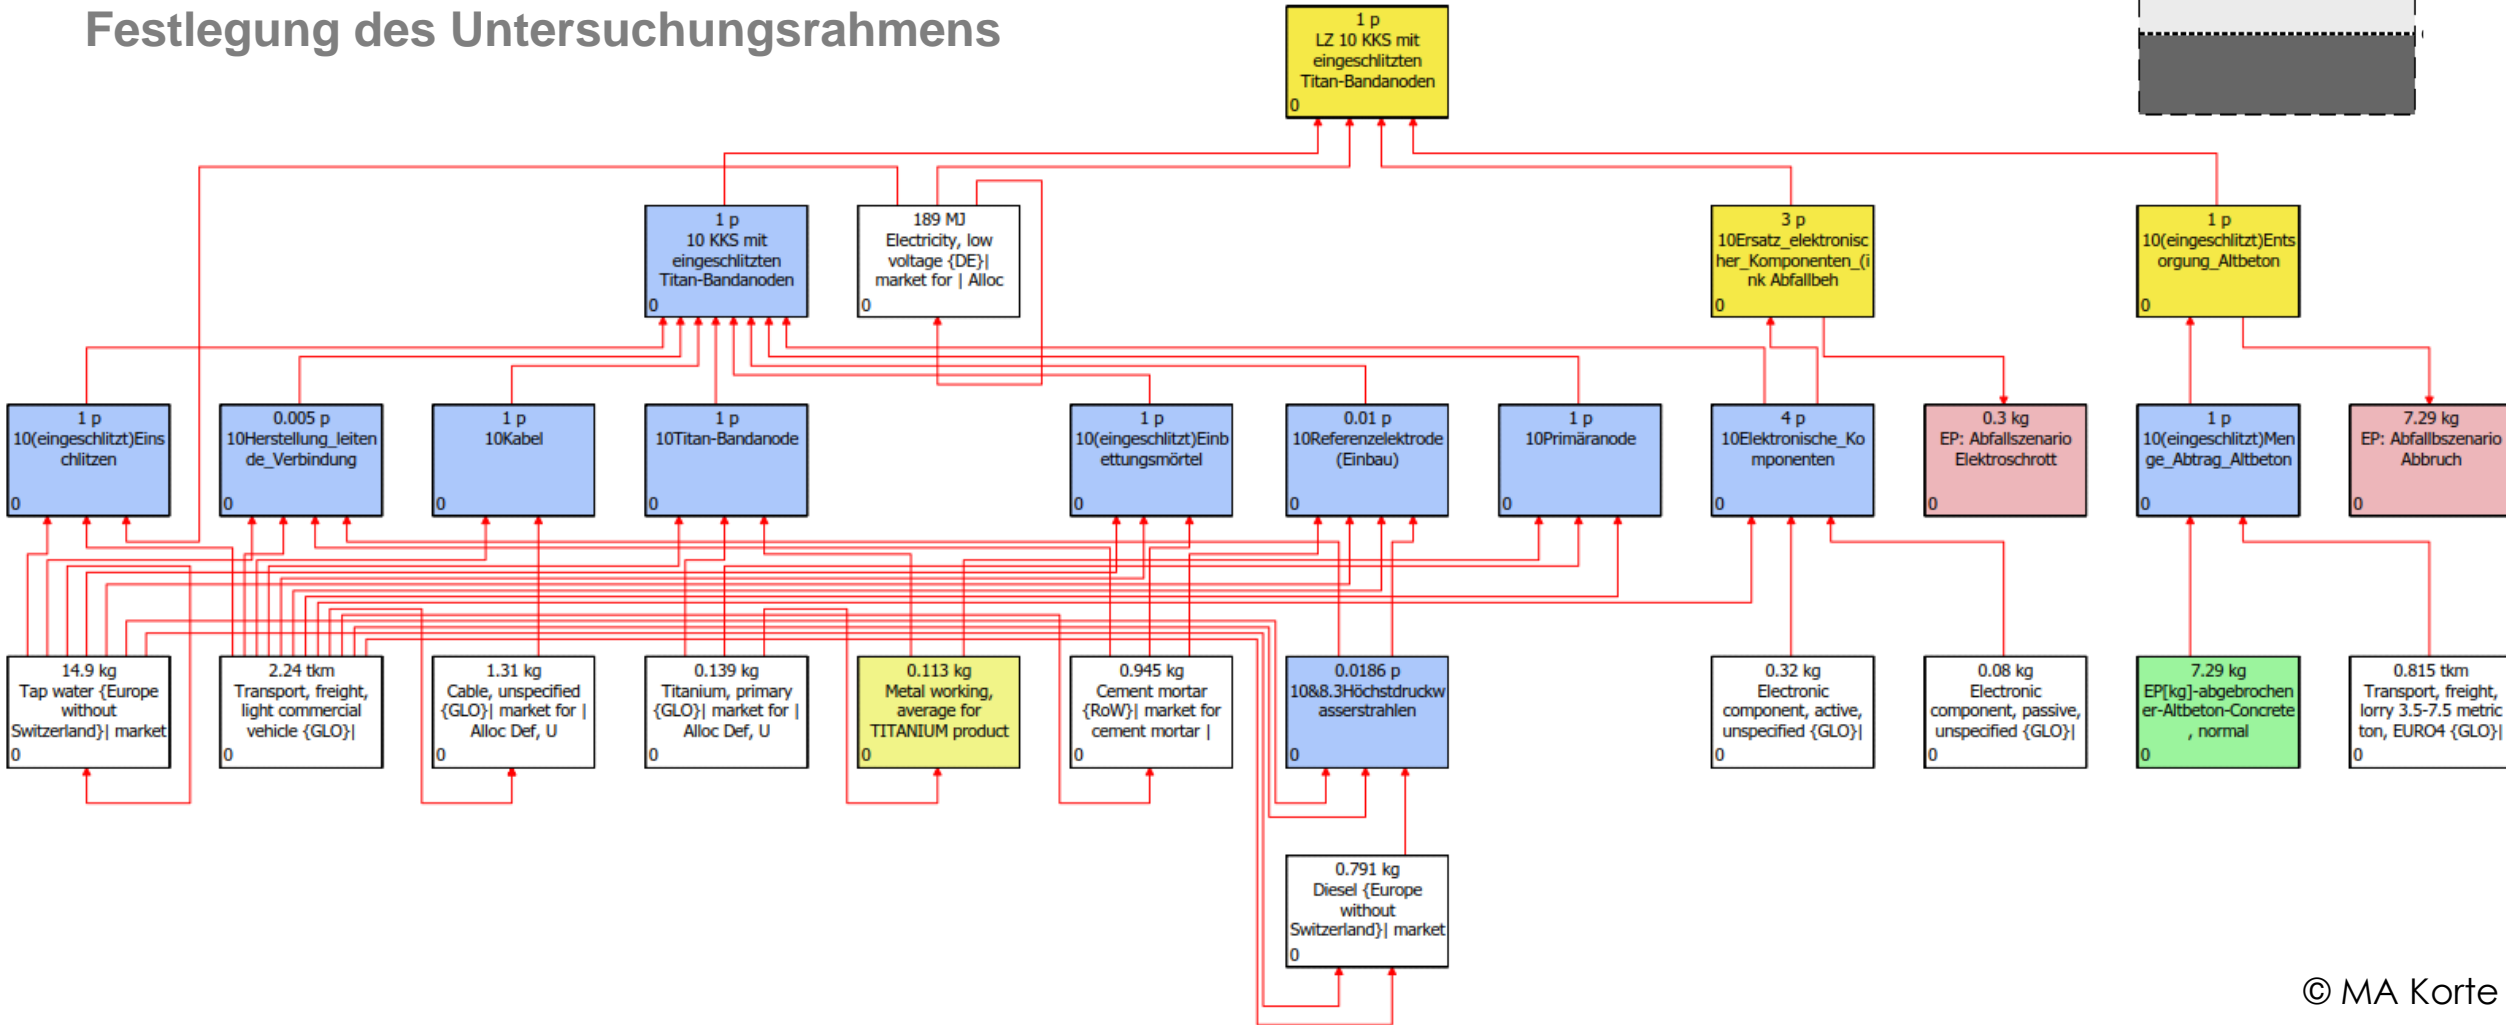 Festlegung des Untersuchungsrahmens
1 p
LZ 10 KKS mit
eingeschlitzten
Titan-Bandanoden
0
1 p
10 KKS mit
eingeschlitzten
Titan-Bandanoden
0
189 MJ
Electricity, low
voltage {DE}|
market for | Alloc
0
3 p
10Ersatz_elektronisc
her_Komponenten_(i
nk Abfallbeh
0
1 p
10(eingeschlitzt)Ents
orgung_Altbeton
0
1 p
10(eingeschlitzt)Eins
chlitzen
0
0.005 p
10Herstellung_leiten
de_Verbindung
0
1 p
10Kabel
0
1 p
10Titan-Bandanode
0
1 p
10(eingeschlitzt)Einb
ettungsmörtel
0
0.01 p
10Referenzelektrode
(Einbau)
0
1 p
10Primäranode
0
4 p
10Elektronische_Ko
mponenten
0
0.3 kg
EP: Abfallszenario
Elektroschrott
0
1 p
10(eingeschlitzt)Men
ge_Abtrag_Altbeton
0
7.29 kg
EP: Abfallbszenario
Abbruch
0
14.9 kg
Tap water {Europe
without
Switzerland}| market
0
2.24 tkm
Transport, freight,
light commercial
vehicle {GLO}|
0
1.31 kg
Cable, unspecified
{GLO}| market for |
Alloc Def, U
0
0.139 kg
Titanium, primary
{GLO}| market for |
Alloc Def, U
0
0.113 kg
Metal working,
average for
TITANIUM product
0
0.945 kg
Cement mortar
{RoW}| market for
cement mortar |
0
0.0186 p
10&8.3Höchstdruckw
asserstrahlen
0
0.32 kg
Electronic
component, active,
unspecified {GLO}|
0
0.08 kg
Electronic
component, passive,
unspecified {GLO}|
0
7.29 kg
EP[kg]-abgebrochen
er-Altbeton-Concrete
, normal
0
0.815 tkm
Transport, freight,
lorry 3.5-7.5 metric
ton, EURO4 {GLO}|
0
0.791 kg
Diesel {Europe
without
Switzerland}| market
0
© MA Korte